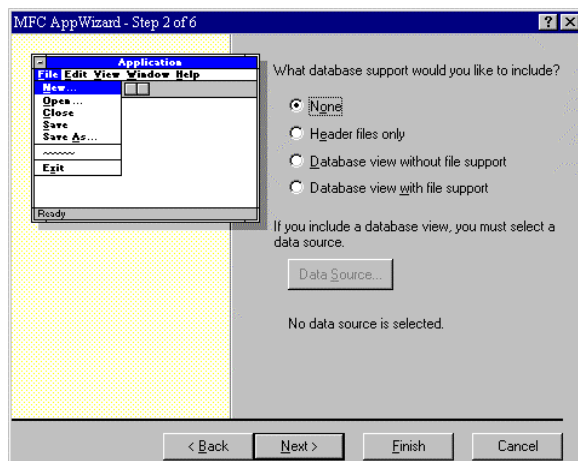 MFC AppWizard - Step 2 of 6
Application
File Edit View Window Help
New...
Open ...
Close
Save
Save As...
Exit
Ready
What database support would you like to include?
None
Header files only
Database view without file support
Database view with file support
If you include a database view, you must select a
data source.
Data Source...
No data source is selected.
< Back Next > Finish Cancel